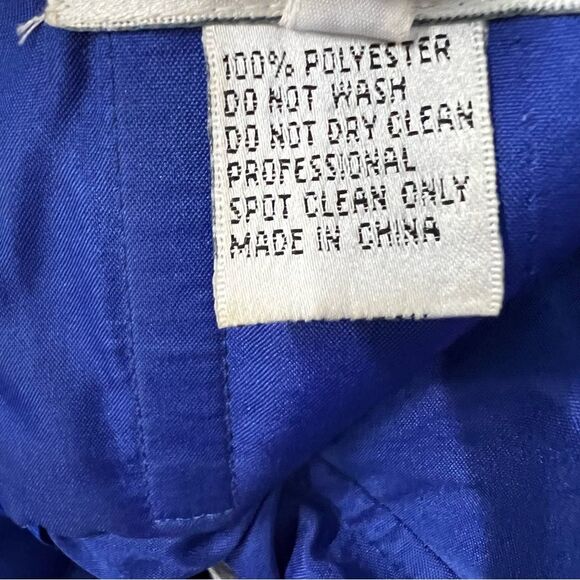 100% POLYESTER
DO NOT WASH
DO NOT DRY CLEAN
PROFESSIONAL
SPOT CLEAN ONLY
MADE IN CHINA